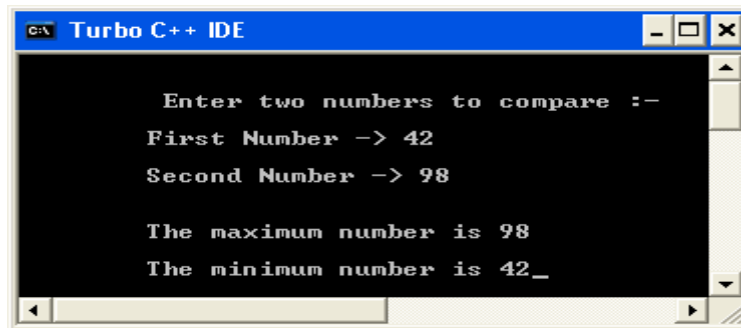 Turbo C++ IDE
Enter two numbers to compare :-
First Number -> 42
Second Number -> 98
The maximum number is 98
The minimum number is 42_